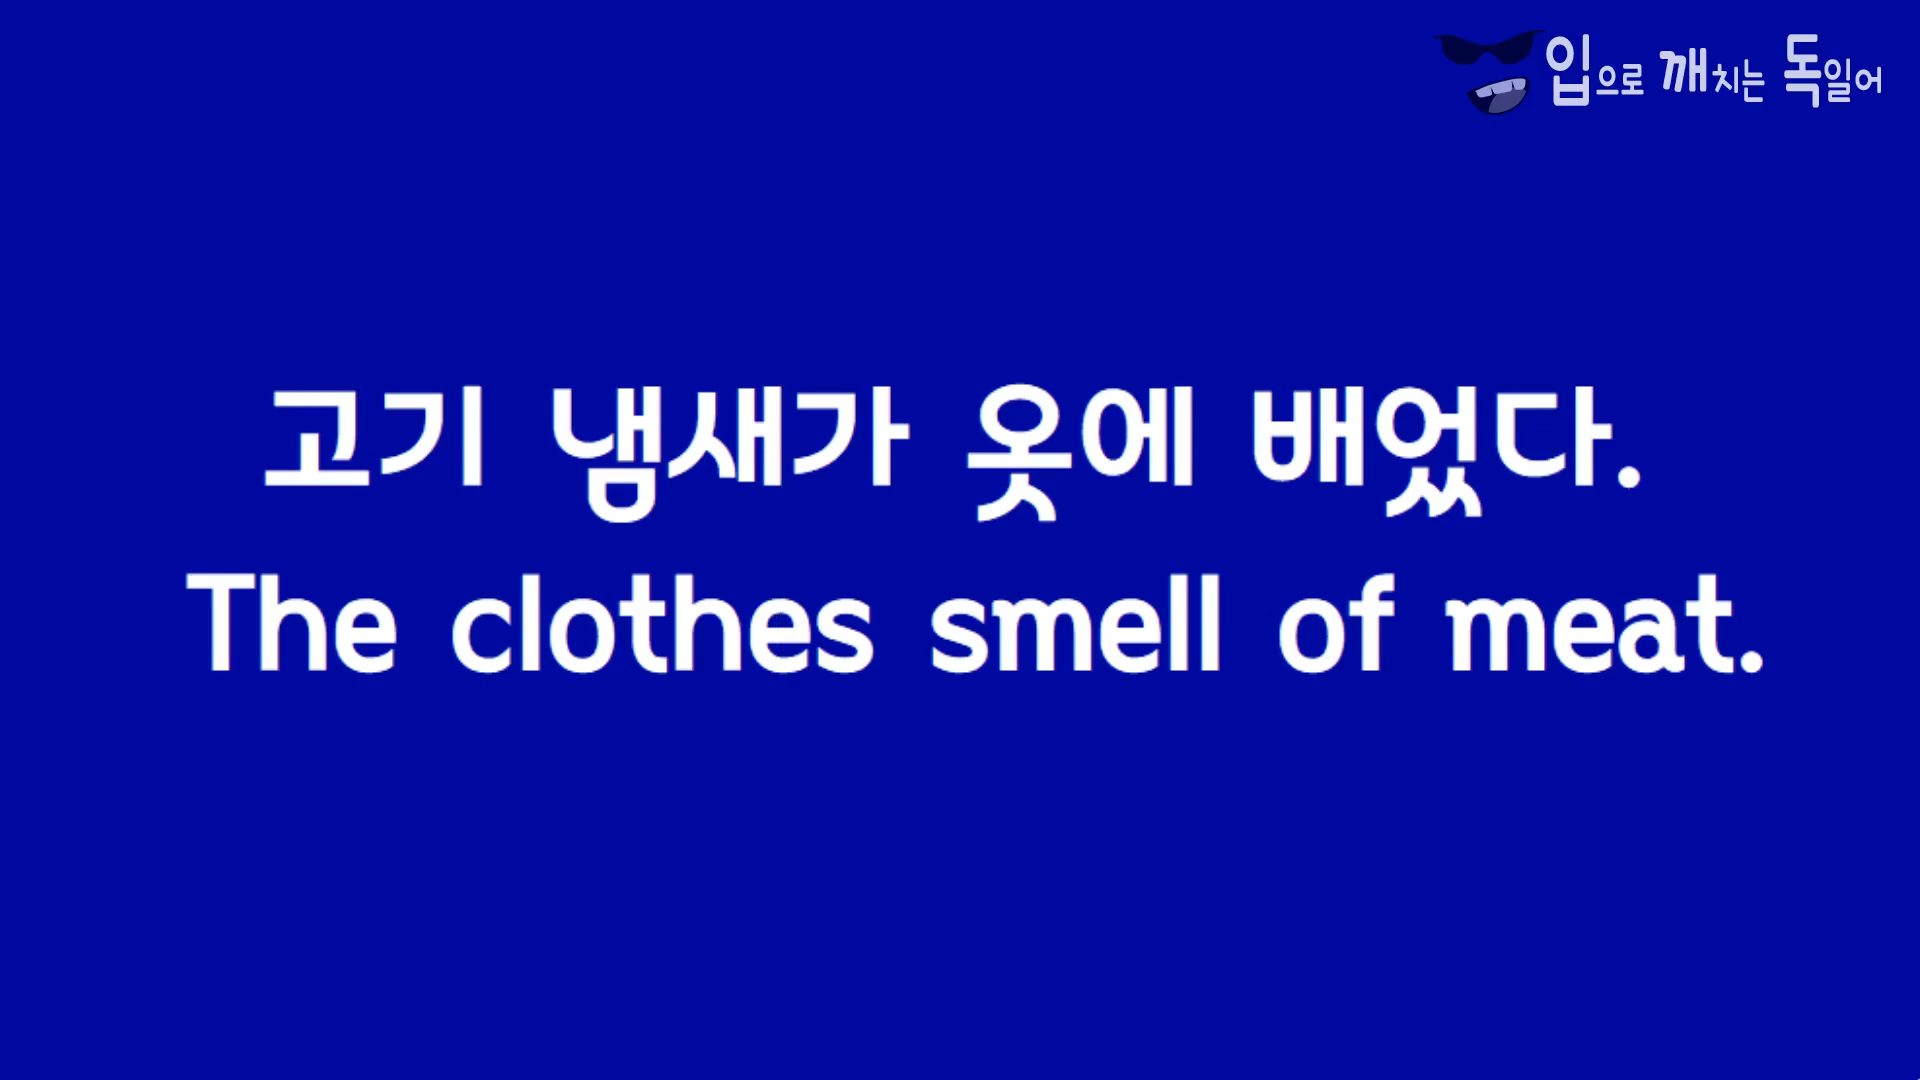 입으로 깨치는 독일어
고기 냄새가 옷에 배었다.
The clothes smell of meat.